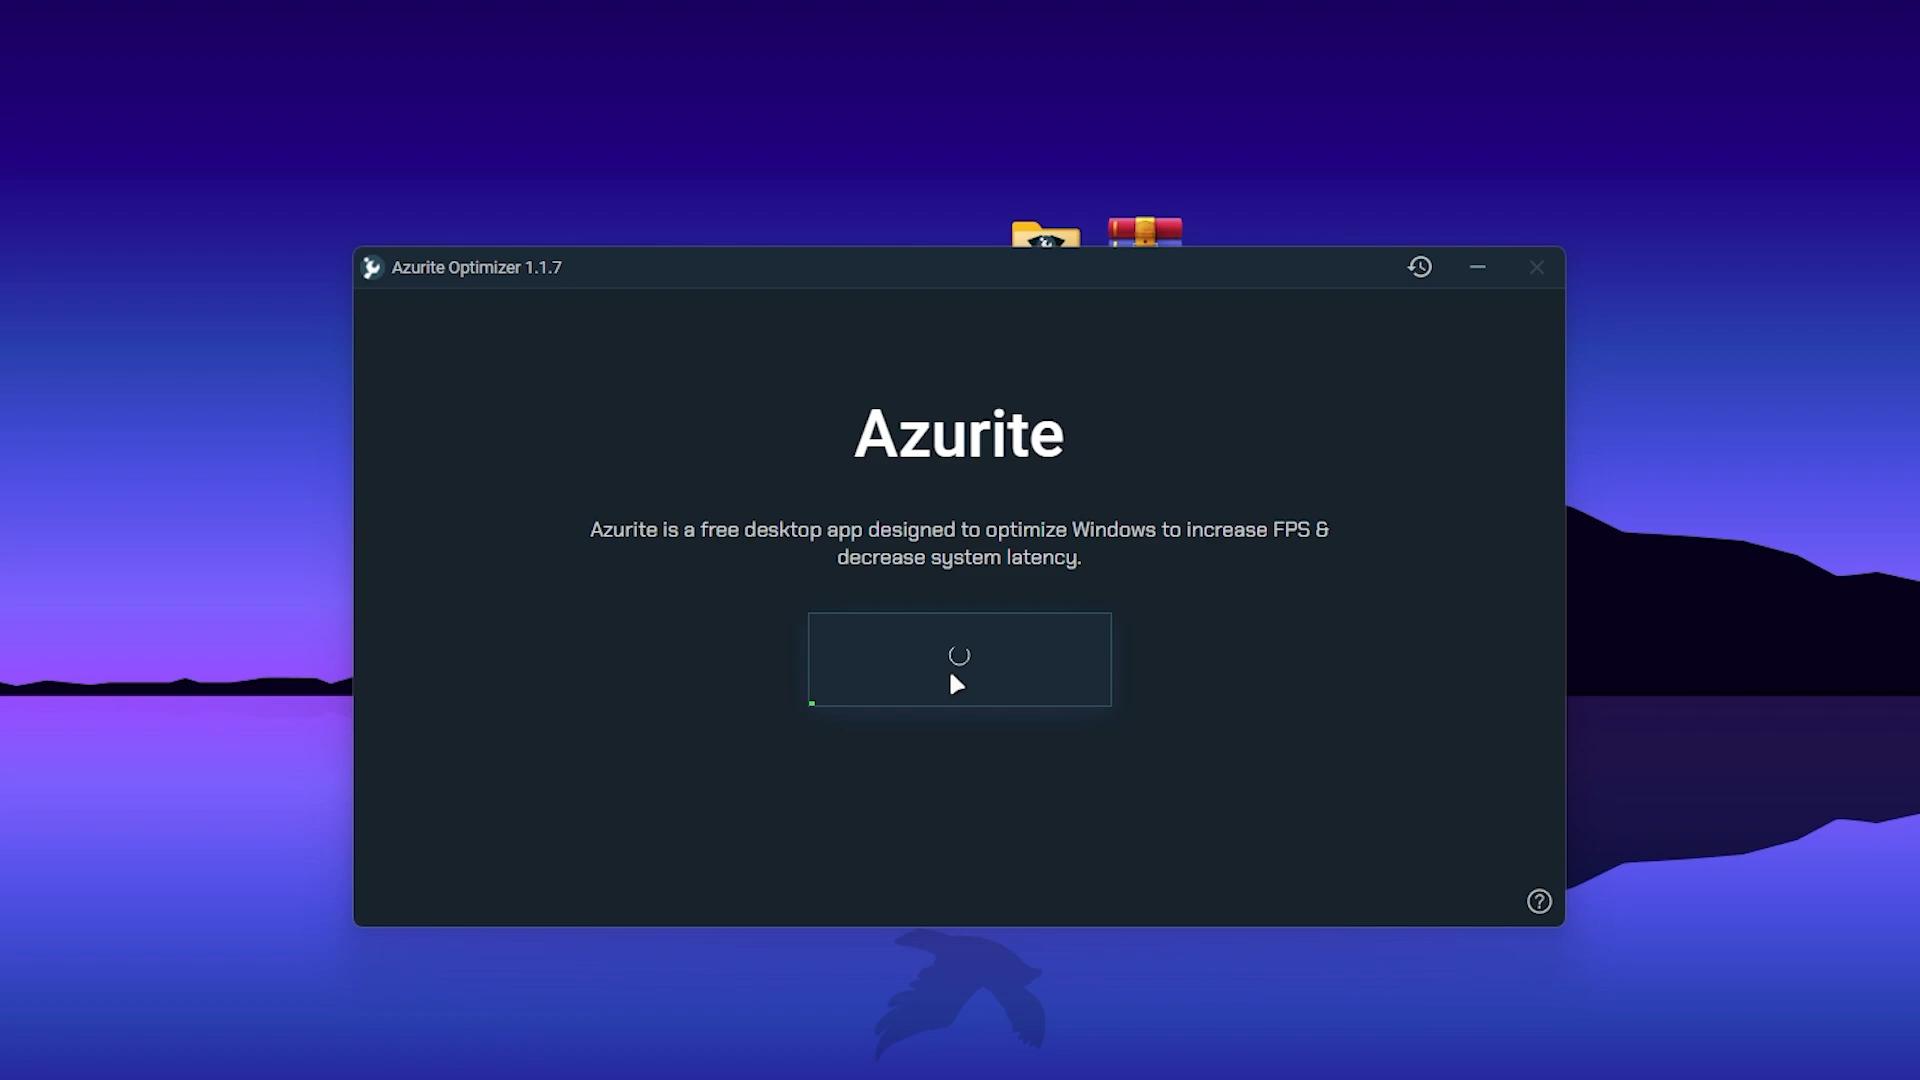 Azurite Optimizer 1.1.7
Azurite
Azurite is a free desktop app designed to optimize Windows to increase FPS &
decrease system latency.